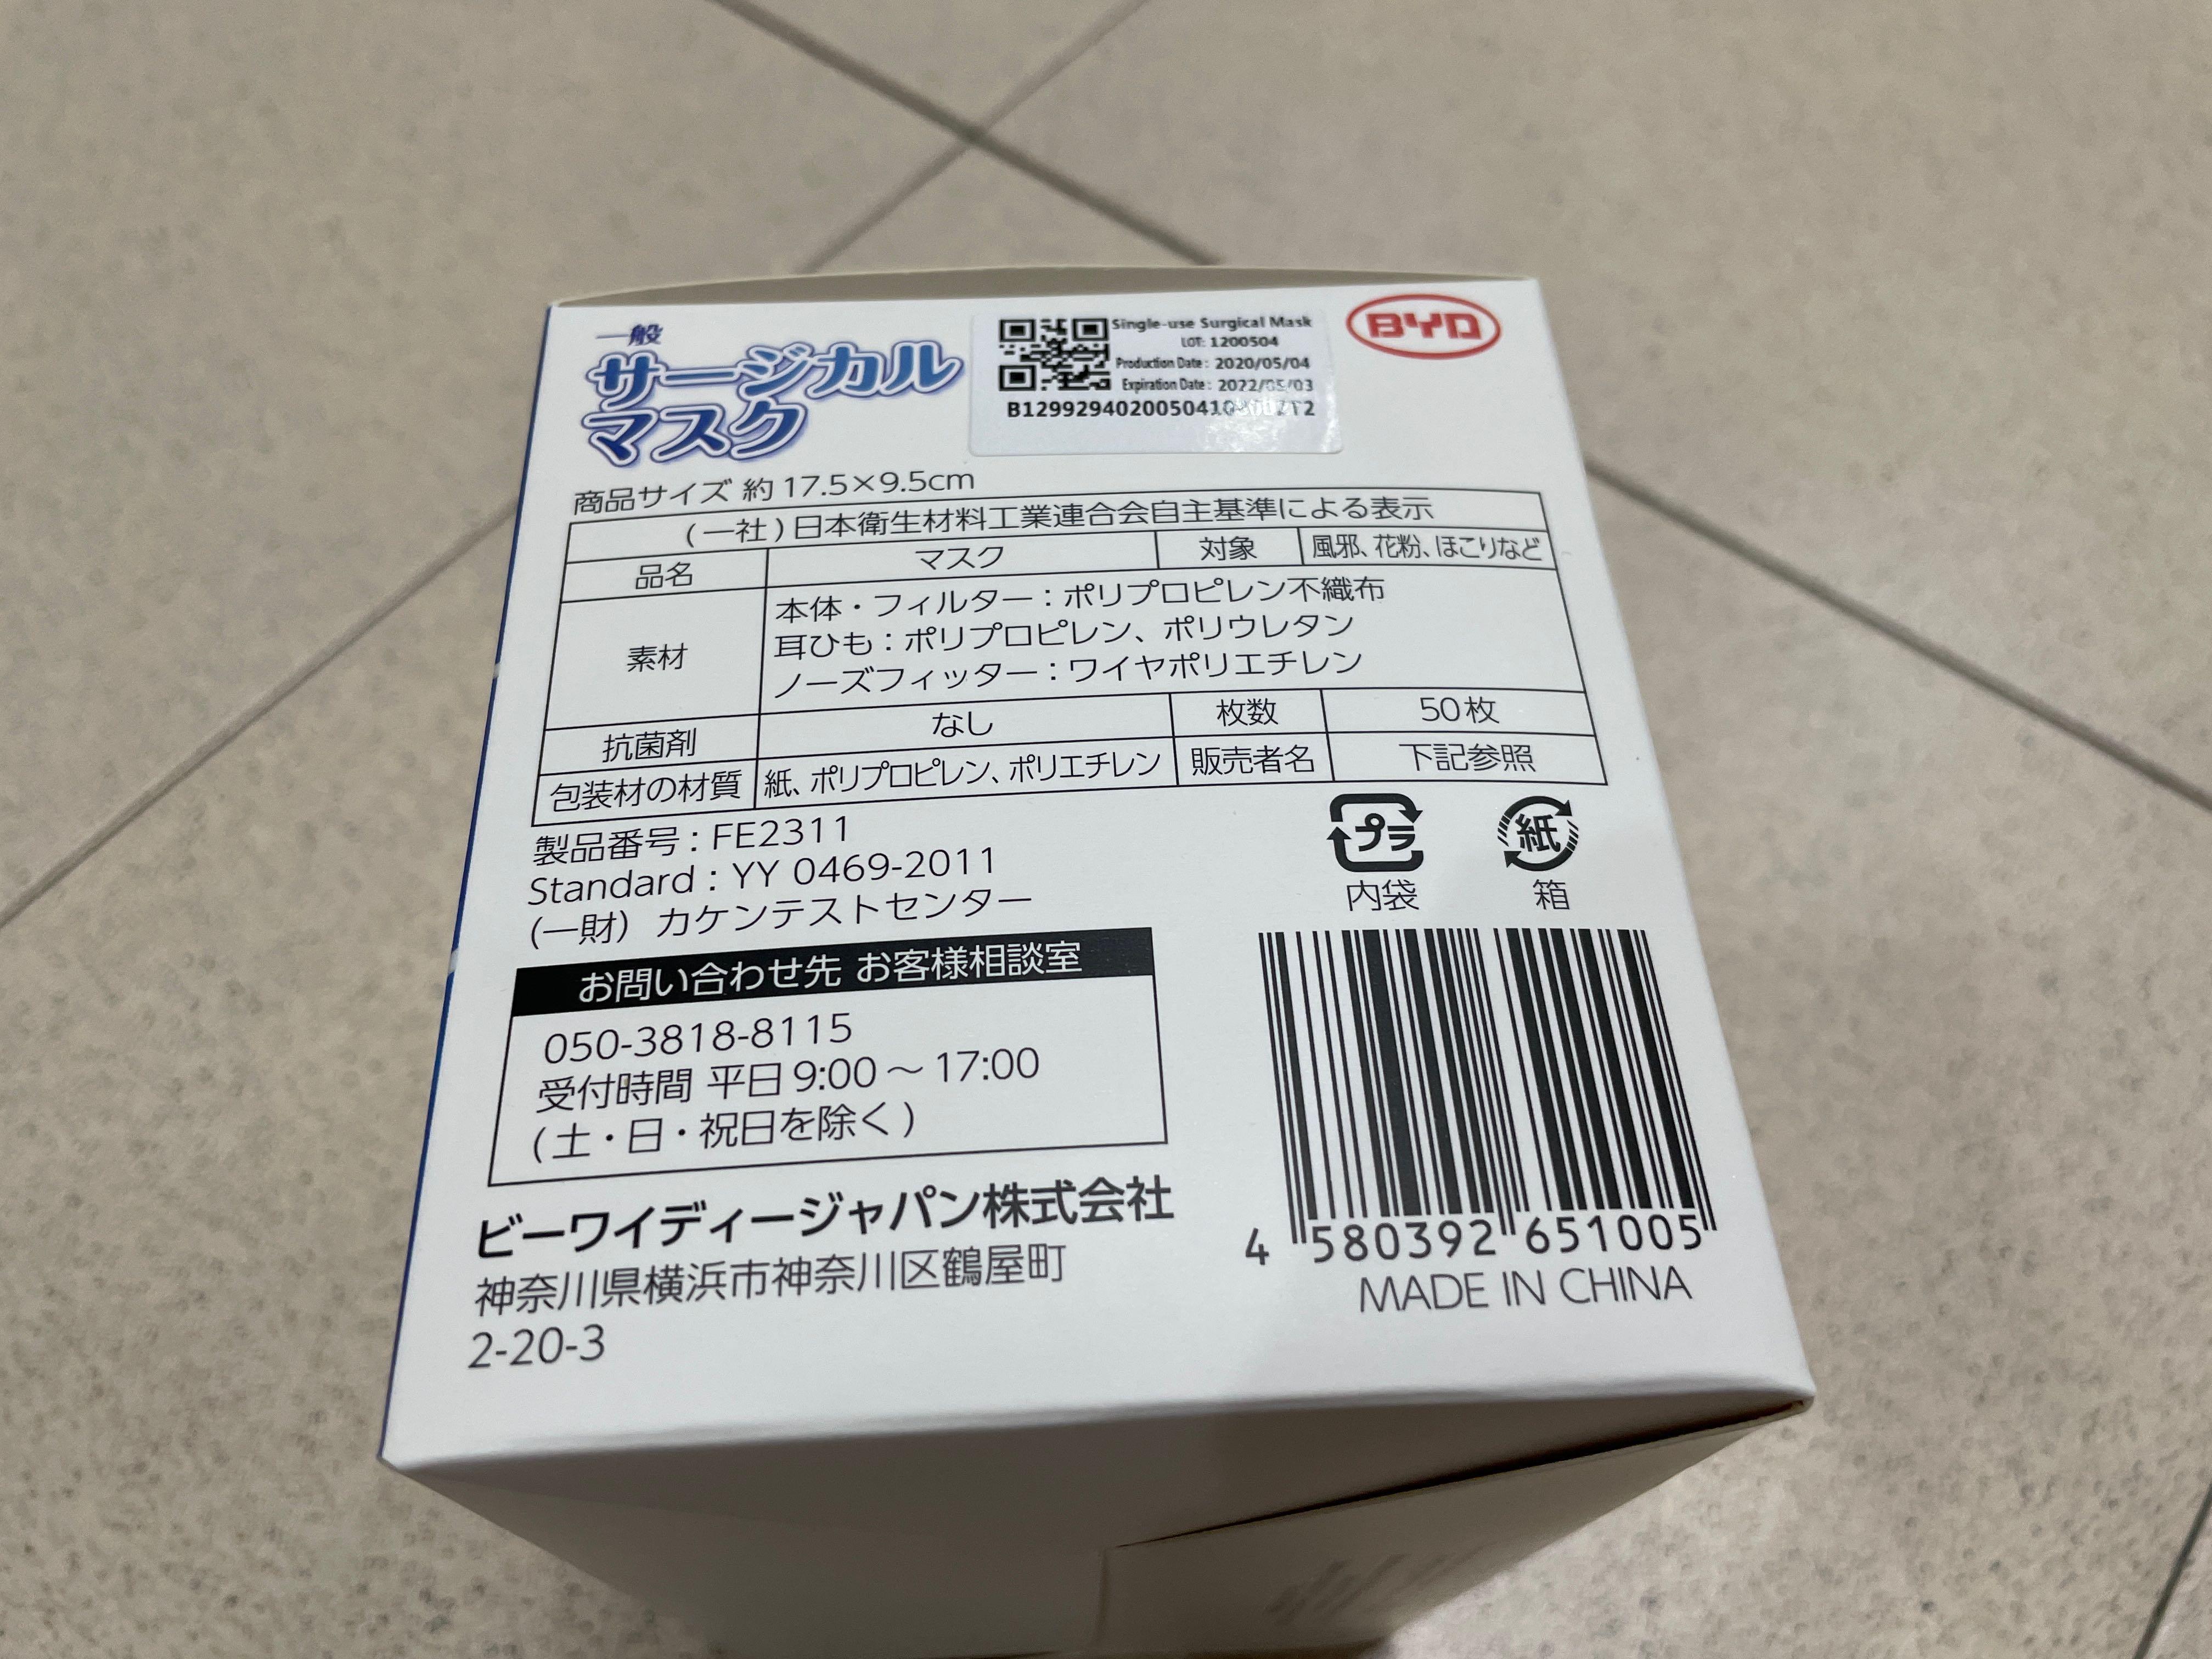 一般
サージカル
マスク
Single-use Surgical Mask
LOT: 1200504
Production Date: 2020/05/04
Expiration Date: 2022/05/03
BYD
商品サイズ 約17.5×9.5cm
(一社)日本衛生材料工業連合会自主基準による表示
品名 マスク 対象 風邪、花粉、ほこりなど
素材 本体・フィルター：ポリプロピレン不織布
耳ひも：ポリプロピレン、ポリウレタン
ノーズフィッター：ワイヤポリエチレン
抗菌剤 なし 枚数 50枚
包装材の材質 紙、ポリプロピレン、ポリエチレン 販売者名 下記参照
製品番号：FE2311
Standard：YY 0469-2011
(一財) カケンテストセンター
プラ 紙
内袋 箱
お問い合わせ先 お客様相談室
050-3818-8115
受付時間 平日9:00～17:00
(土・日・祝日を除く)
ビーワイディージャパン株式会社
神奈川県横浜市神奈川区鶴屋町
2-20-3
4 580392 651005
MADE IN CHINA